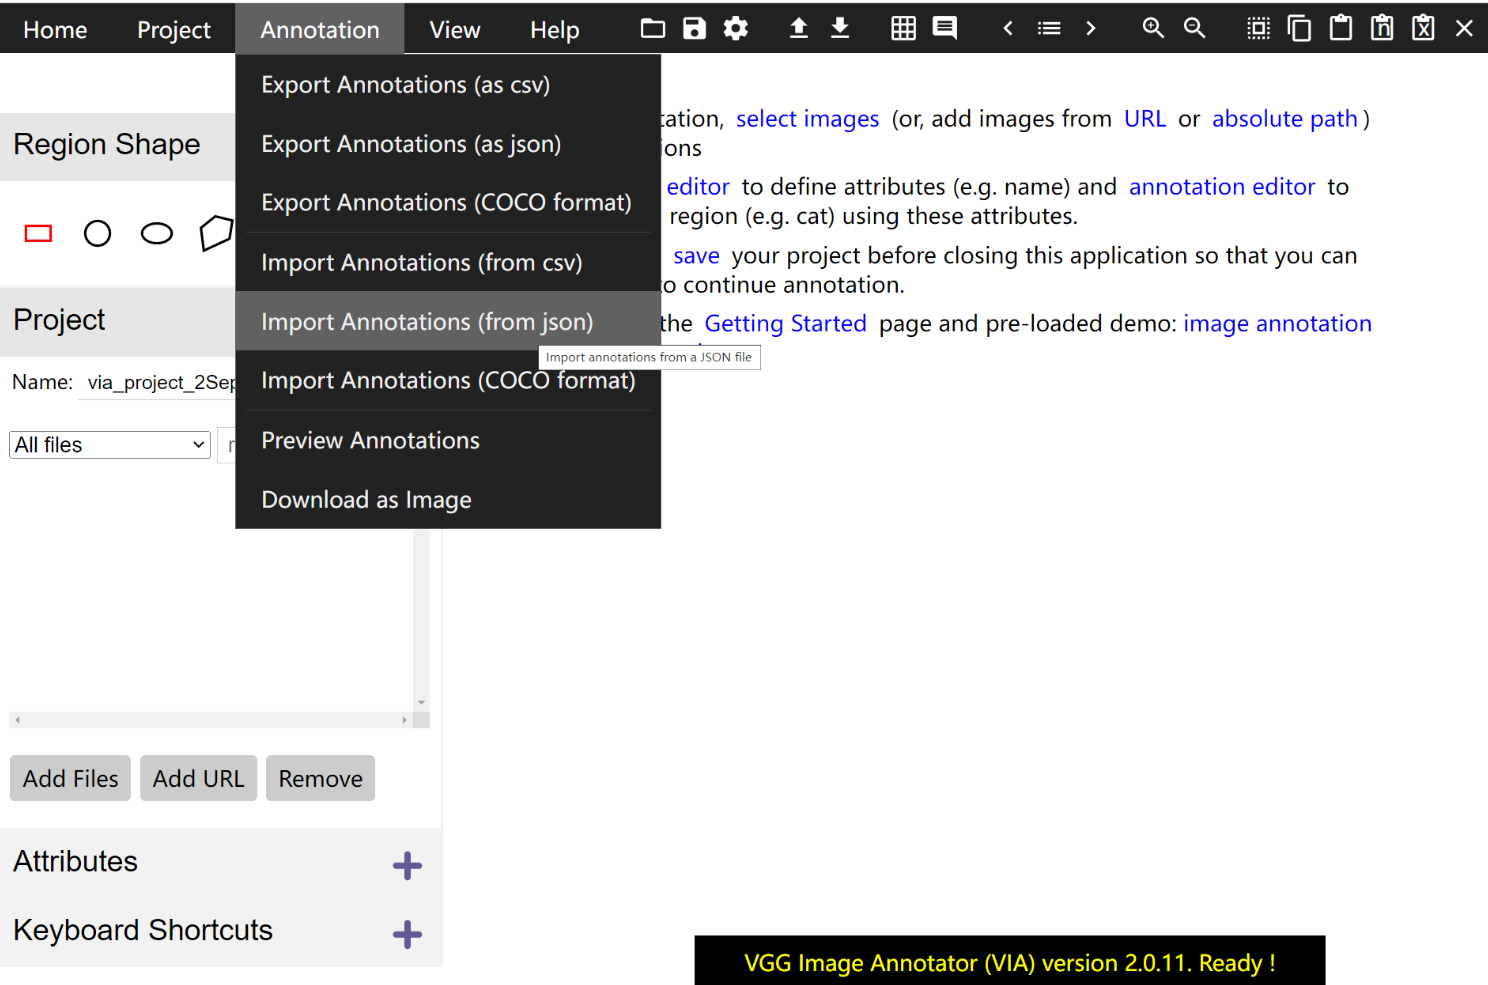 Home Project Annotation View Help
Export Annotations (as csv)
Export Annotations (as json)
Export Annotations (COCO format)
Import Annotations (from csv)
Import Annotations (from json)
Import annotations from a JSON file
Import Annotations (COCO format)
Preview Annotations
Download as Image
tation, select images (or, add images from URL or absolute path)
ions
editor to define attributes (e.g. name) and annotation editor to
region (e.g. cat) using these attributes.
save your project before closing this application so that you can
o continue annotation.
the Getting Started page and pre-loaded demo: image annotation
Region Shape
Project
Name: via_project_2Sep
All files
Add Files Add URL Remove
Attributes
Keyboard Shortcuts
VGG Image Annotator (VIA) version 2.0.11. Ready !